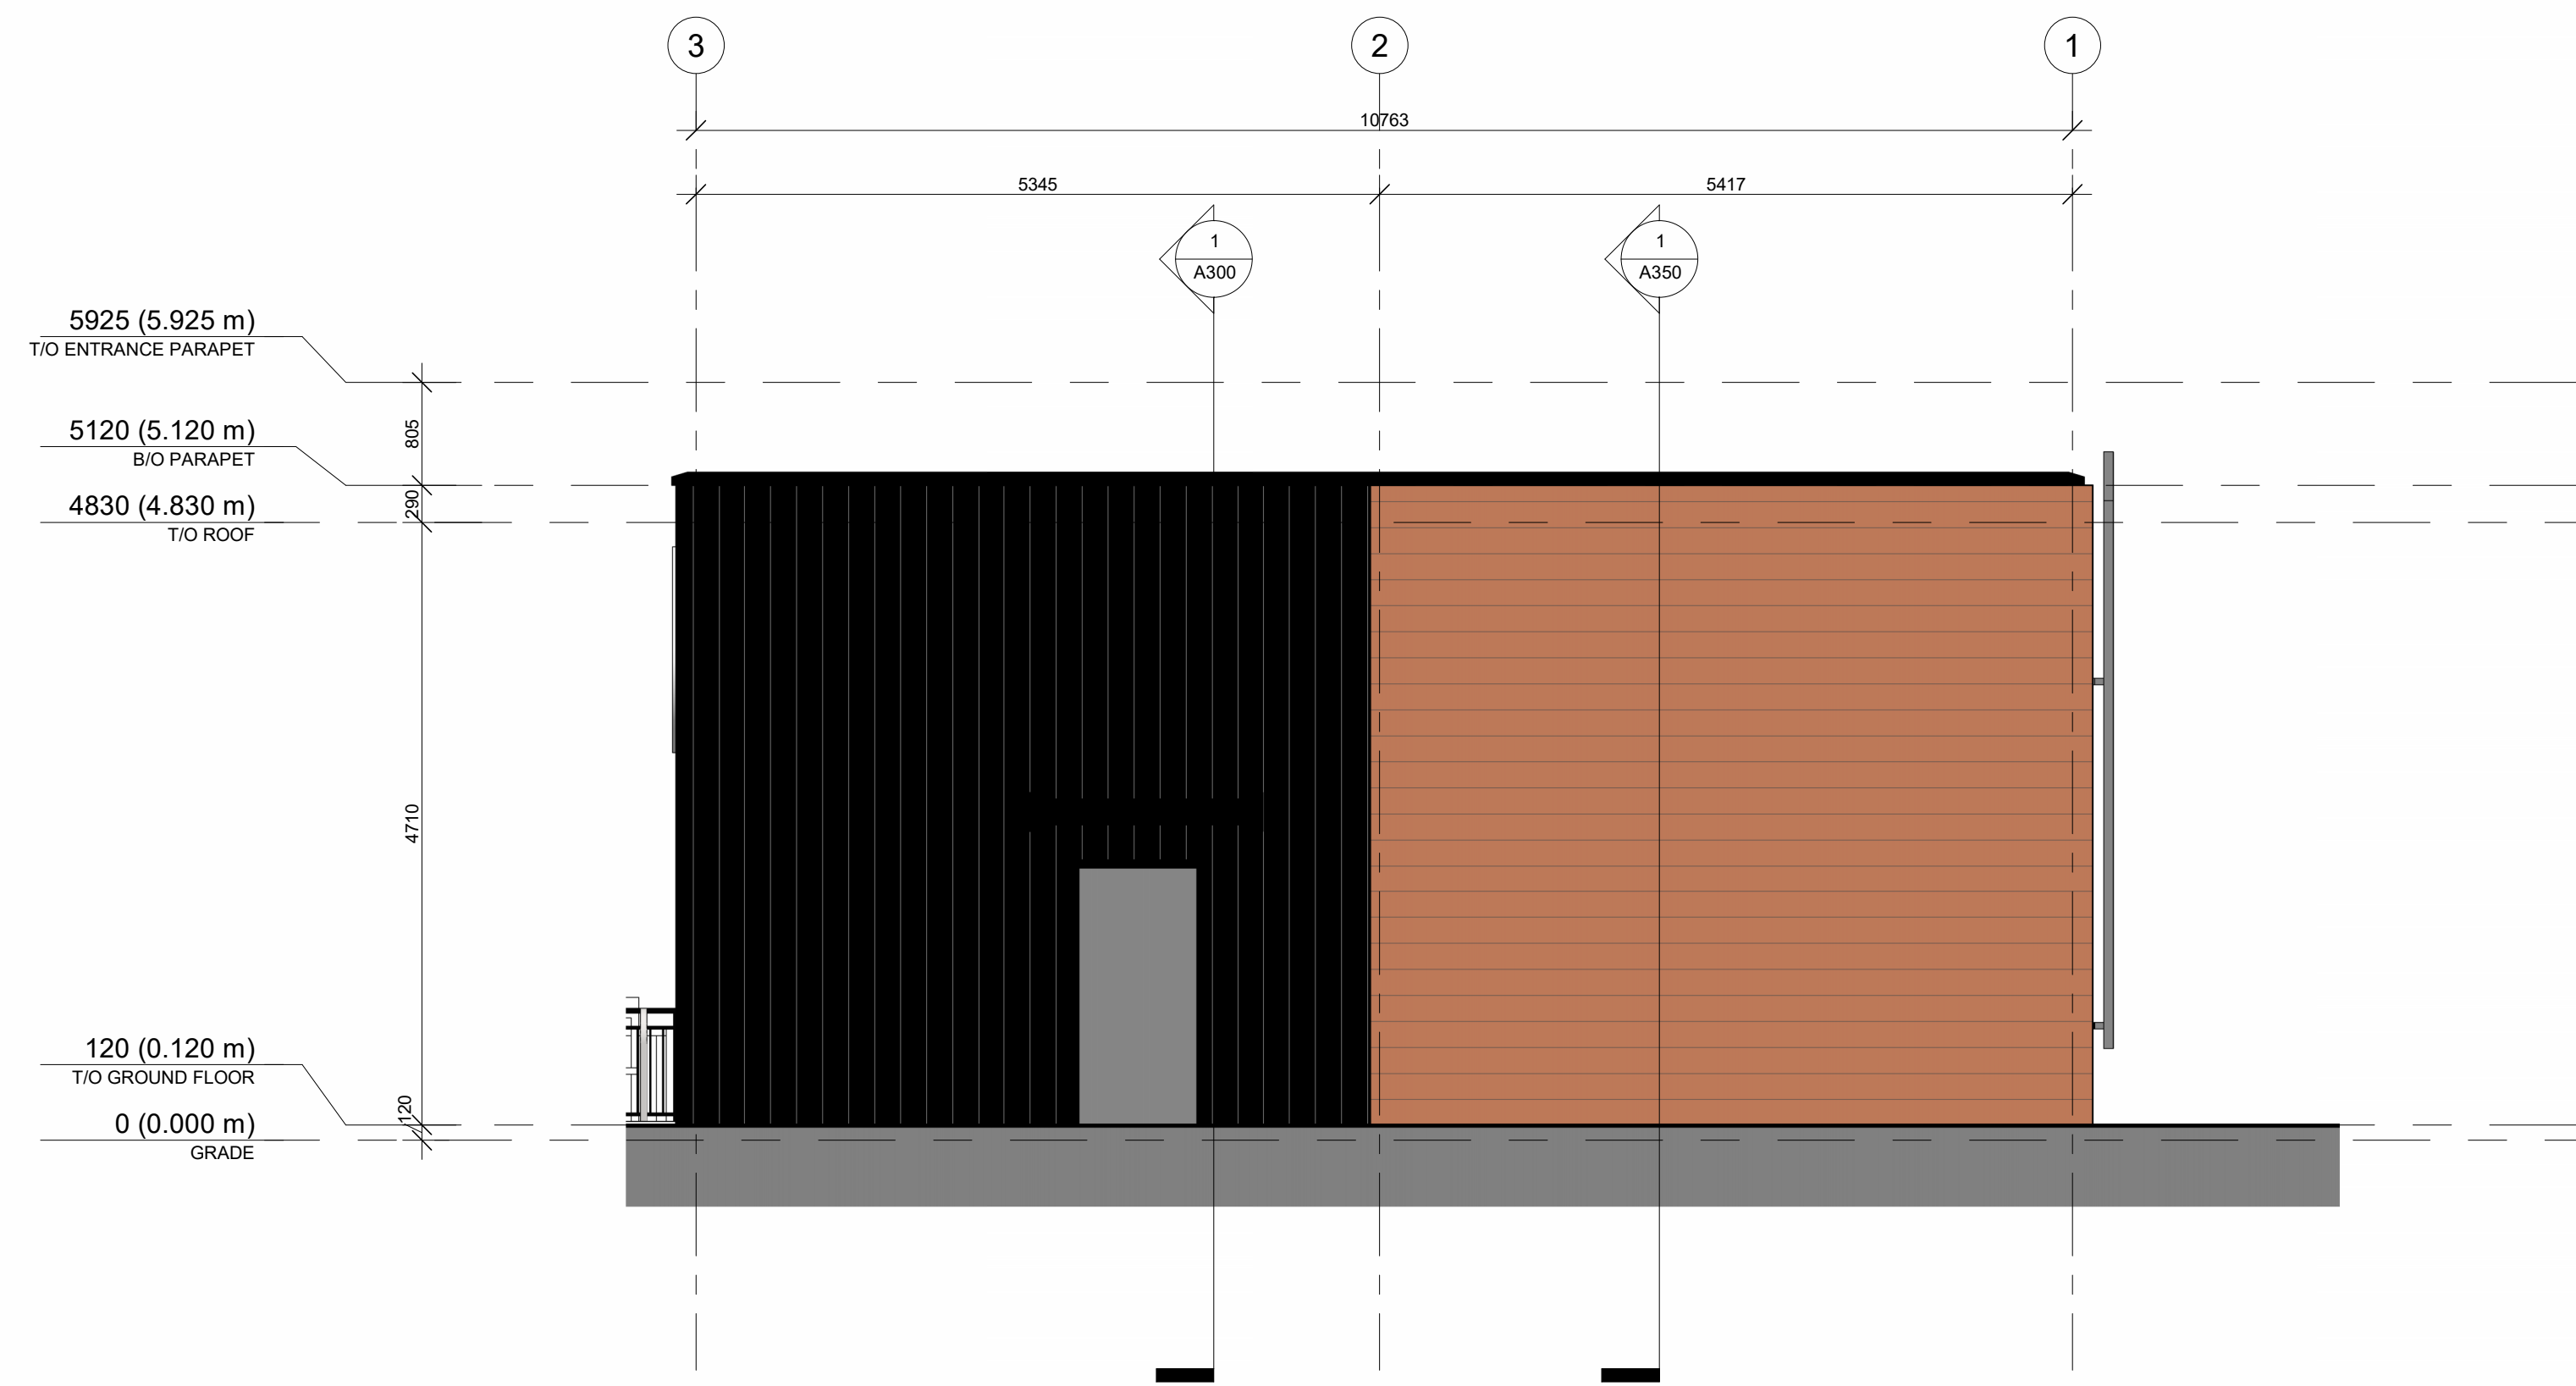 3
2
1
10763
5345
5417
1
A300
1
A350
5925 (5.925 m)
T/O ENTRANCE PARAPET
805
5120 (5.120 m)
B/O PARAPET
290
4830 (4.830 m)
T/O ROOF
4710
120 (0.120 m)
T/O GROUND FLOOR
120
0 (0.000 m)
GRADE